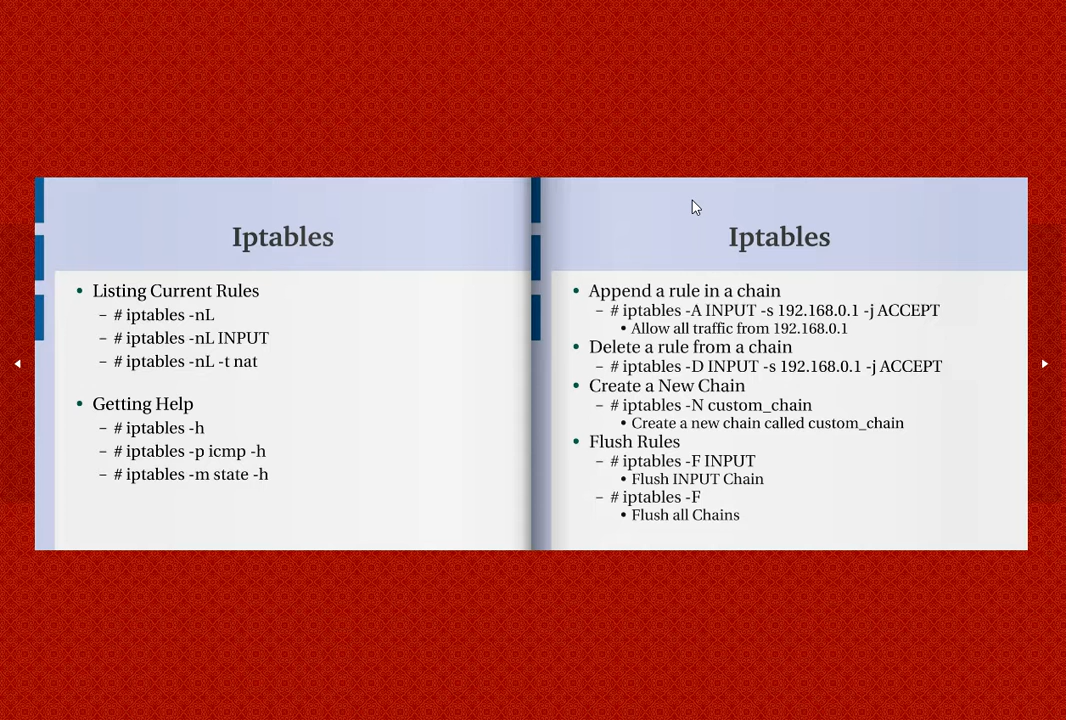 Iptables
• Listing Current Rules
– # iptables -nL
– # iptables -nL INPUT
– # iptables -nL -t nat
• Getting Help
– # iptables -h
– # iptables -p icmp -h
– # iptables -m state -h
Iptables
• Append a rule in a chain
– # iptables -A INPUT -s 192.168.0.1 -j ACCEPT
• Allow all traffic from 192.168.0.1
• Delete a rule from a chain
– # iptables -D INPUT -s 192.168.0.1 -j ACCEPT
• Create a New Chain
– # iptables -N custom_chain
• Create a new chain called custom_chain
• Flush Rules
– # iptables -F INPUT
• Flush INPUT Chain
– # iptables -F
• Flush all Chains